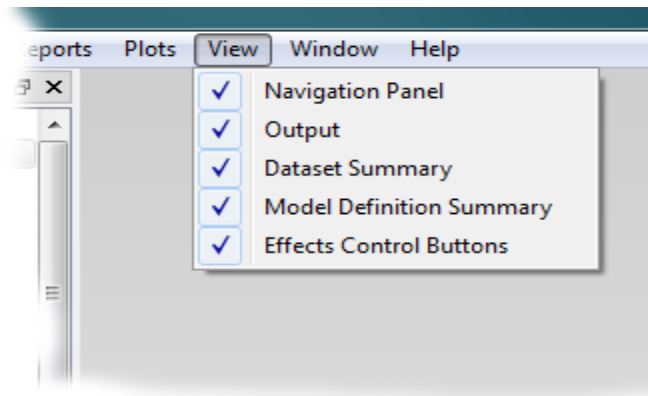 eports Plots View Window Help
Navigation Panel
Output
Dataset Summary
Model Definition Summary
Effects Control Buttons